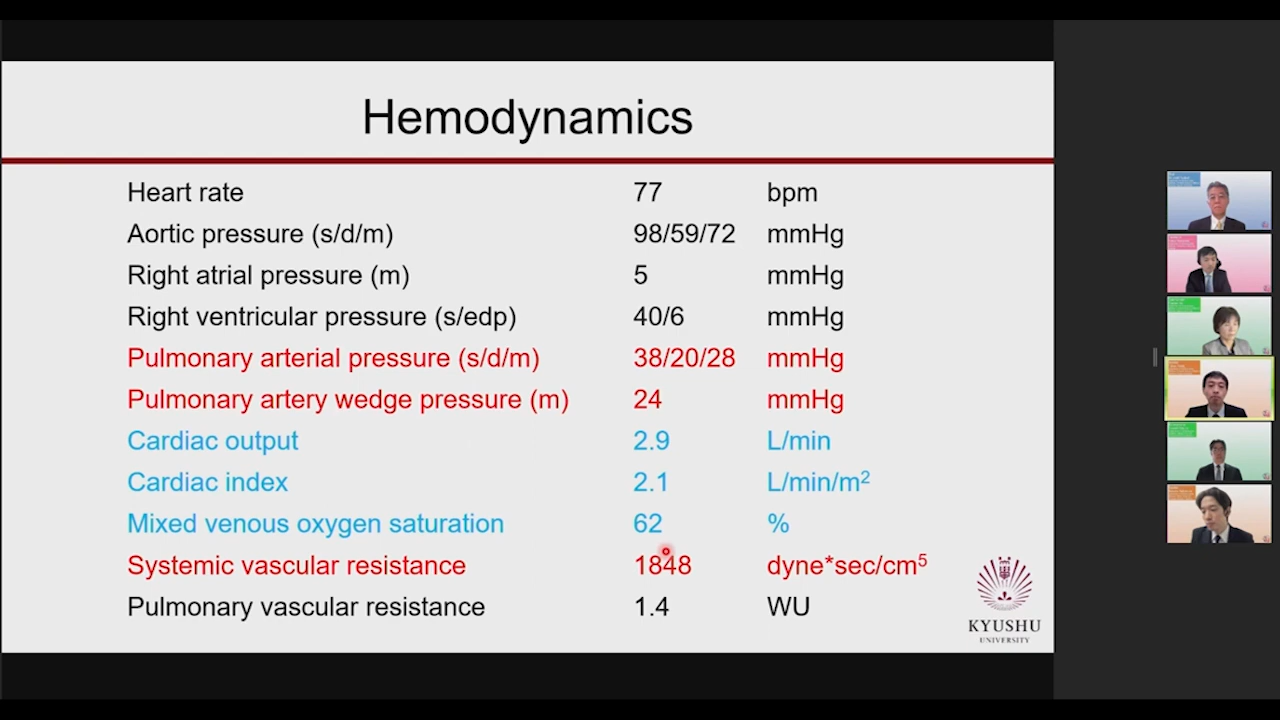 Hemodynamics
Heart rate 77 bpm
Aortic pressure (s/d/m) 98/59/72 mmHg
Right atrial pressure (m) 5 mmHg
Right ventricular pressure (s/edp) 40/6 mmHg
Pulmonary arterial pressure (s/d/m) 38/20/28 mmHg
Pulmonary artery wedge pressure (m) 24 mmHg
Cardiac output 2.9 L/min
Cardiac index 2.1 L/min/m²
Mixed venous oxygen saturation 62 %
Systemic vascular resistance 1848 dyne*sec/cm⁵
Pulmonary vascular resistance 1.4 WU
KYUSHU
UNIVERSITY